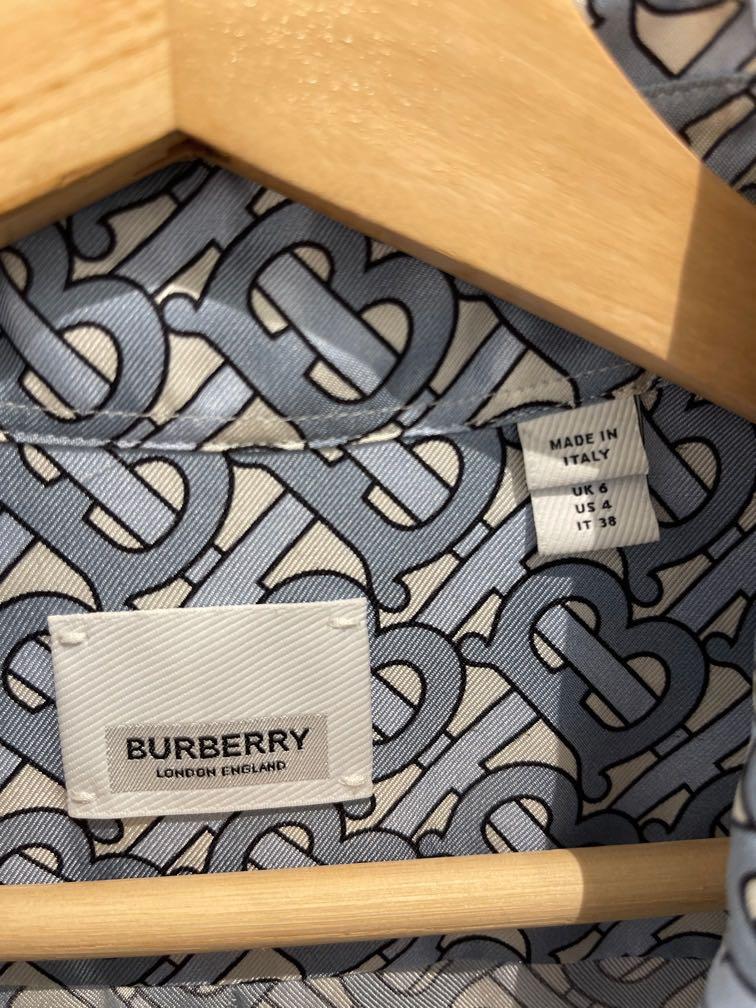 MADE IN
ITALY
UK 6
US 4
IT 38
BURBERRY
LONDON ENGLAND